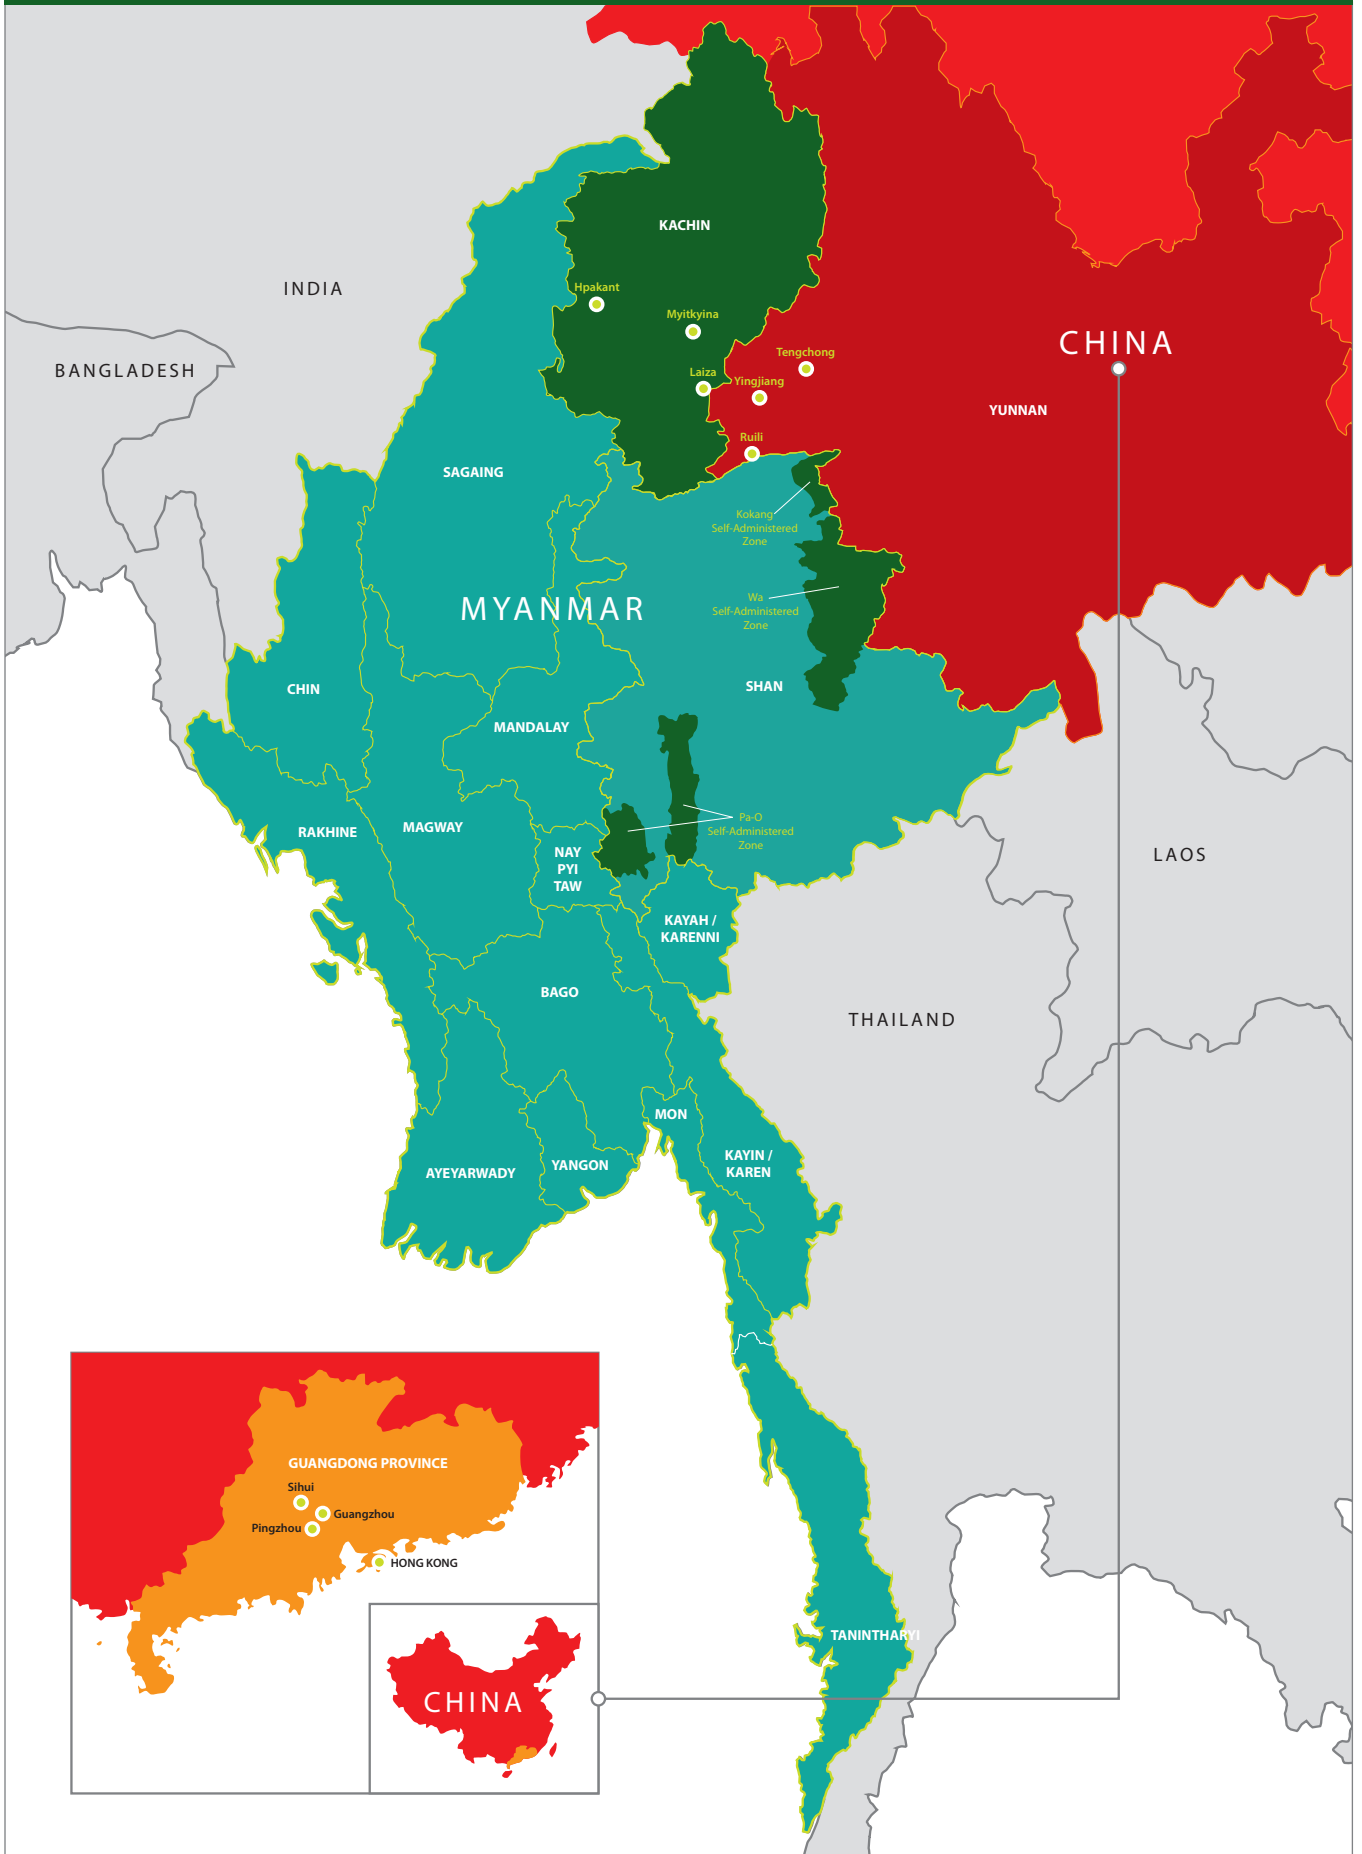 KACHIN
INDIA
Hpakant
Myitkyina
CHINA
Tengchong
BANGLADESH
Laiza
Yingjiang
YUNNAN
Ruili
SAGAING
Kokang
Self-Administered
Zone
MYANMAR
Wa
Self-Administered
Zone
CHIN
SHAN
MANDALAY
RAKHINE
MAGWAY
Pa-O
Self-Administered
Zone
NAY
PYI
TAW
LAOS
KAYAH /
KARENNI
BAGO
THAILAND
MON
AYEYARWADY
YANGON
KAYIN /
KAREN
GUANGDONG PROVINCE
Sihui
Guangzhou
Pingzhou
HONG KONG
TANINTHARYI
CHINA